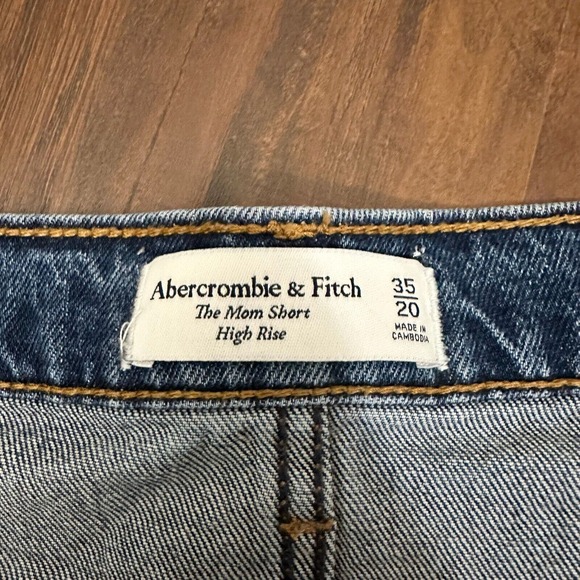 Abercrombie & Fitch
The Mom Short
High Rise
35
20
MADE IN
CAMBODIA